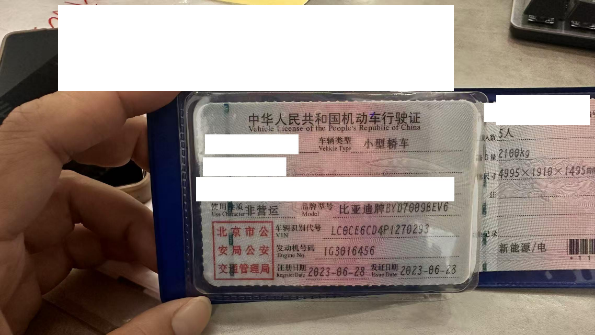 中华人民共和国机动车行驶证
Vehicle License of the People's Republic of China
车辆类型 小型轿车
Vehicle Type
非营运 品牌型号 比亚迪牌BYD7009BEV6
Use Character Model
北京市公 车辆识别代号 LC0CE6CD4P1270293
VIN
安局公安 发动机号码 1G3016456
Engine No.
交通管理局 注册日期 2023-06-28 发证日期 2023-06-28
Register Date Issue Date
5人
2100kg
4995×1910×1495mm
新能源/电